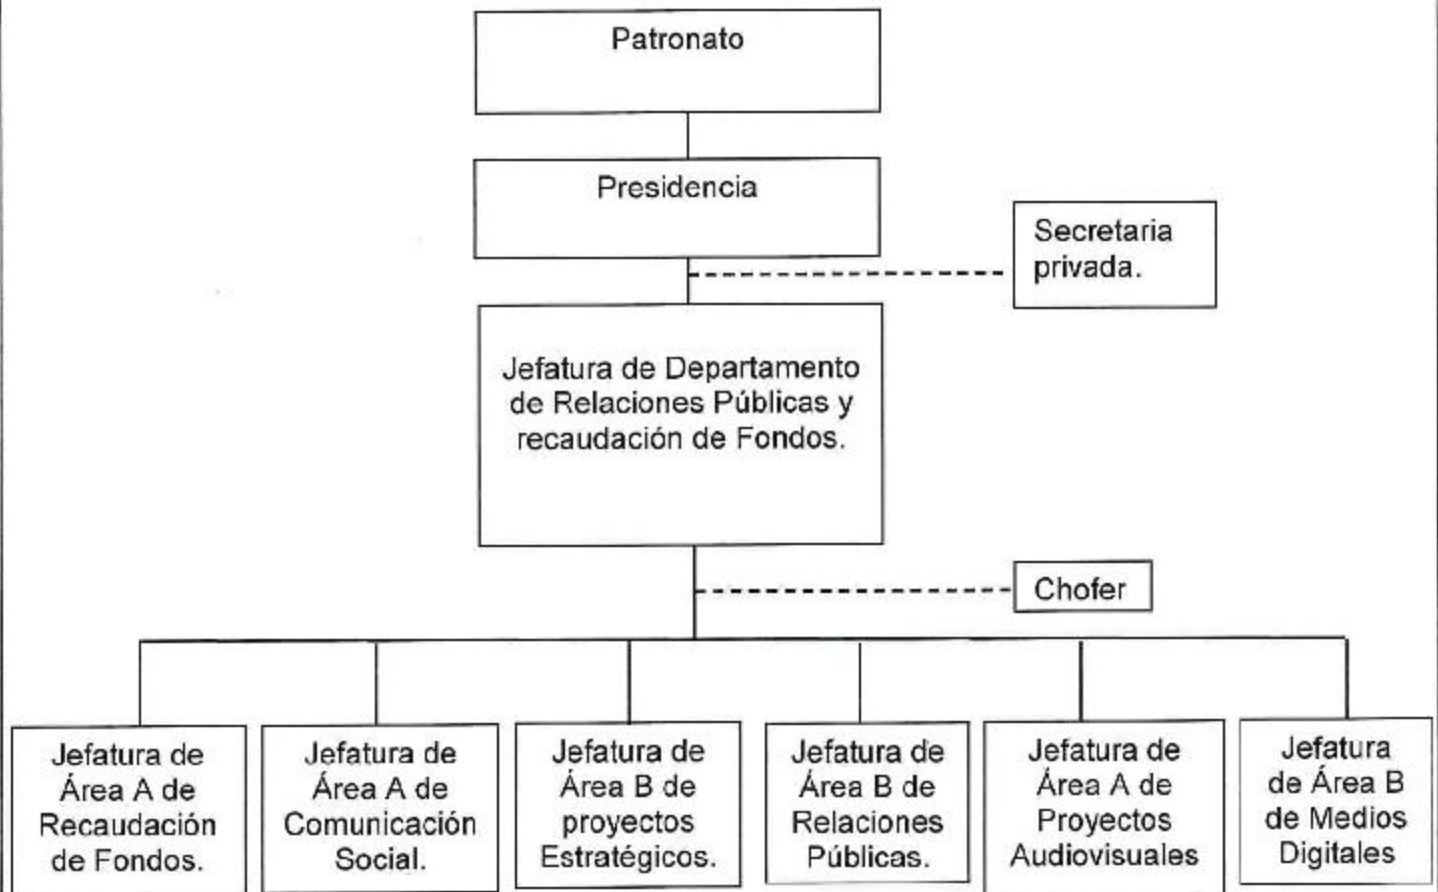 Patronato
Presidencia
Secretaria
privada.
Jefatura de Departamento
de Relaciones Públicas y
recaudación de Fondos.
Chofer
Jefatura de
Área A de
Recaudación
de Fondos.
Jefatura de
Área A de
Comunicación
Social.
Jefatura de
Área B de
proyectos
Estratégicos.
Jefatura de
Área B de
Relaciones
Públicas.
Jefatura de
Área A de
Proyectos
Audiovisuales
Jefatura
de Área B
de Medios
Digitales